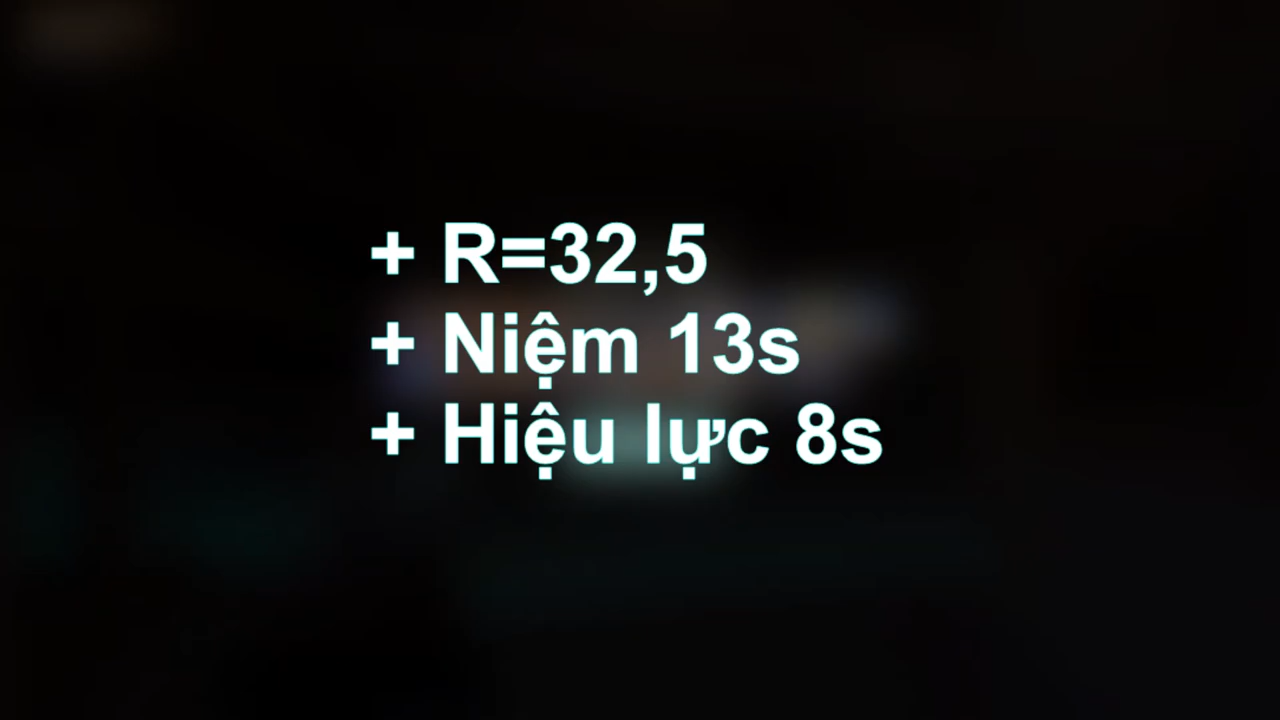 + R=32,5
+ Niệm 13s
+ Hiệu lực 8s